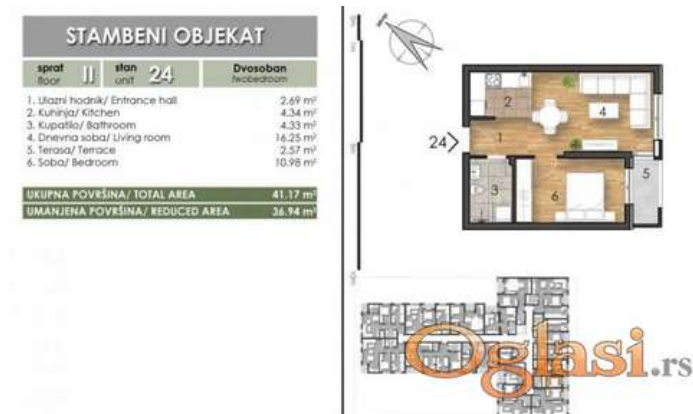 STAMBENI OBJEKAT
sprat floor II stan unit 24 Dvosoban twobedroom
1. Ulazni hodnik/ Entrance hall 2.69 m²
2. Kuhinja/ Kitchen 4.34 m²
3. Kupatilo/ Bathroom 4.33 m²
4. Dnevna soba/ Living room 16.25 m²
5. Terasa/ Terrace 2.57 m²
6. Soba/ Bedroom 10.98 m²
UKUPNA POVRŠINA/ TOTAL AREA 41.17 m²
UMANJENA POVRŠINA/ REDUCED AREA 36.94 m²
2
4
24
1
3
6
5
Oglasi.rs